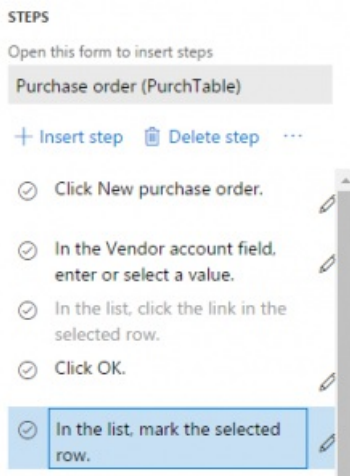 STEPS
Open this form to insert steps
Purchase order (PurchTable)
+ Insert step Delete step ...
Click New purchase order.
In the Vendor account field,
enter or select a value.
In the list, click the link in the
selected row.
Click OK.
In the list, mark the selected
row.